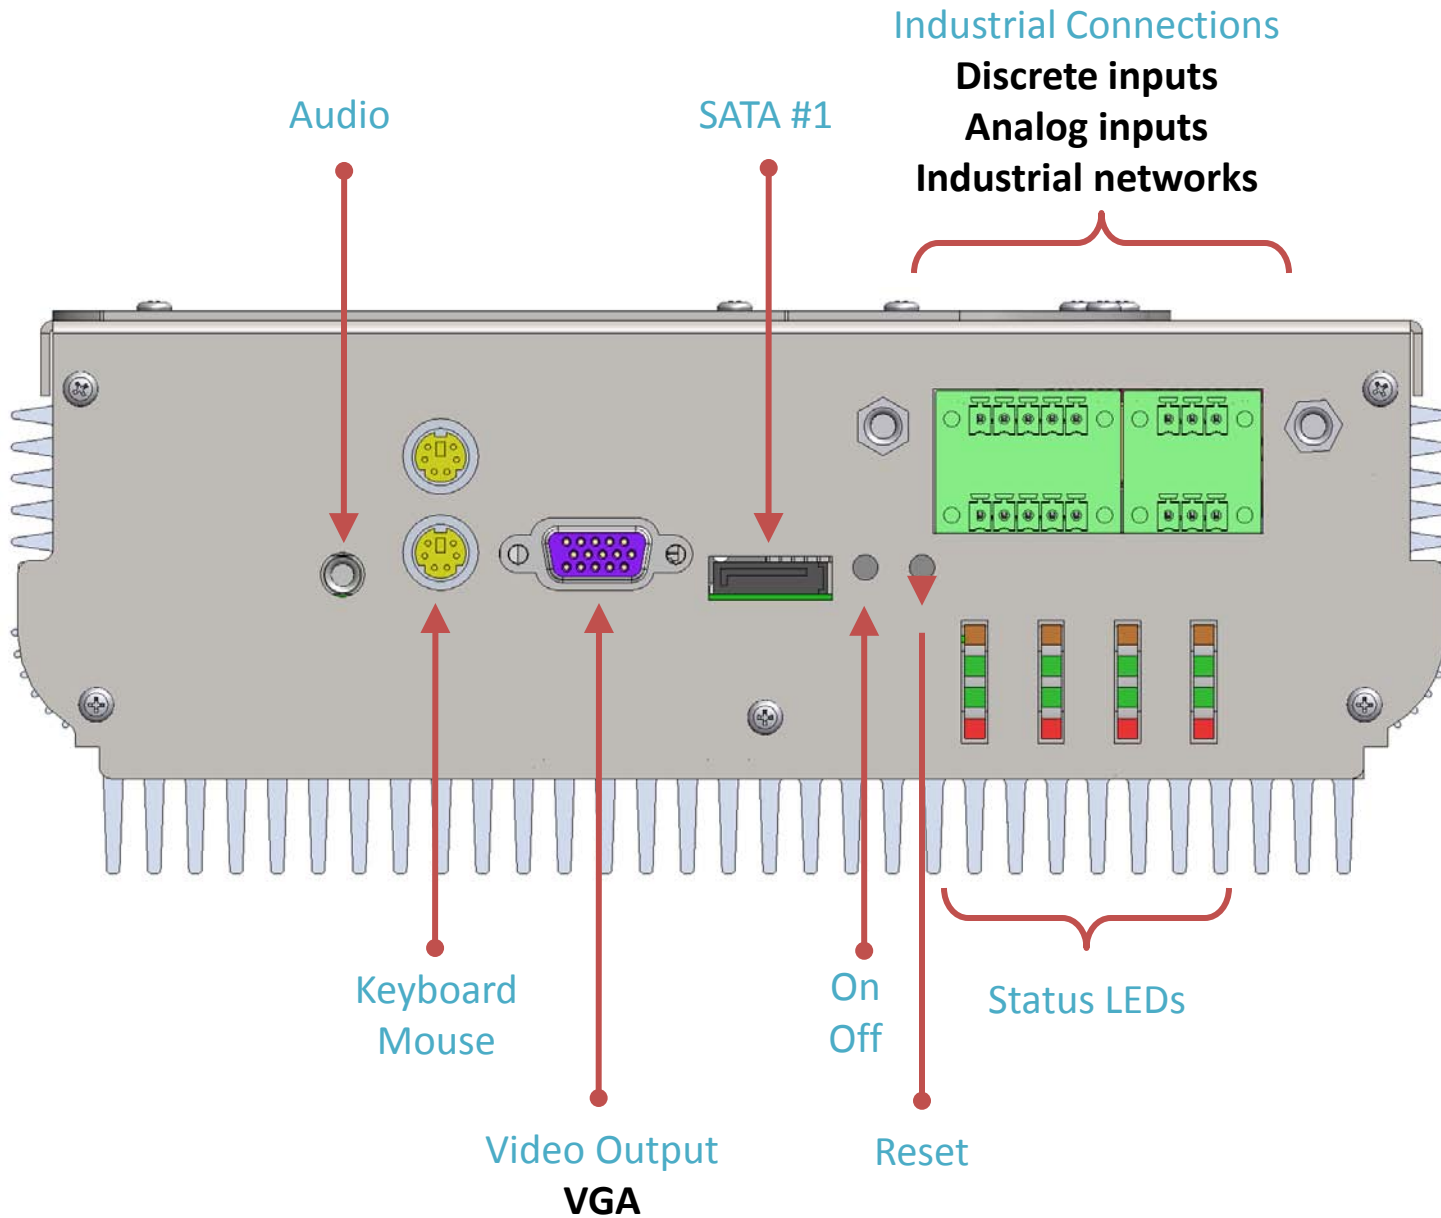 Industrial Connections
Discrete inputs
Analog inputs
Industrial networks
Audio
SATA #1
Keyboard
Mouse
On
Off
Status LEDs
Video Output
VGA
Reset